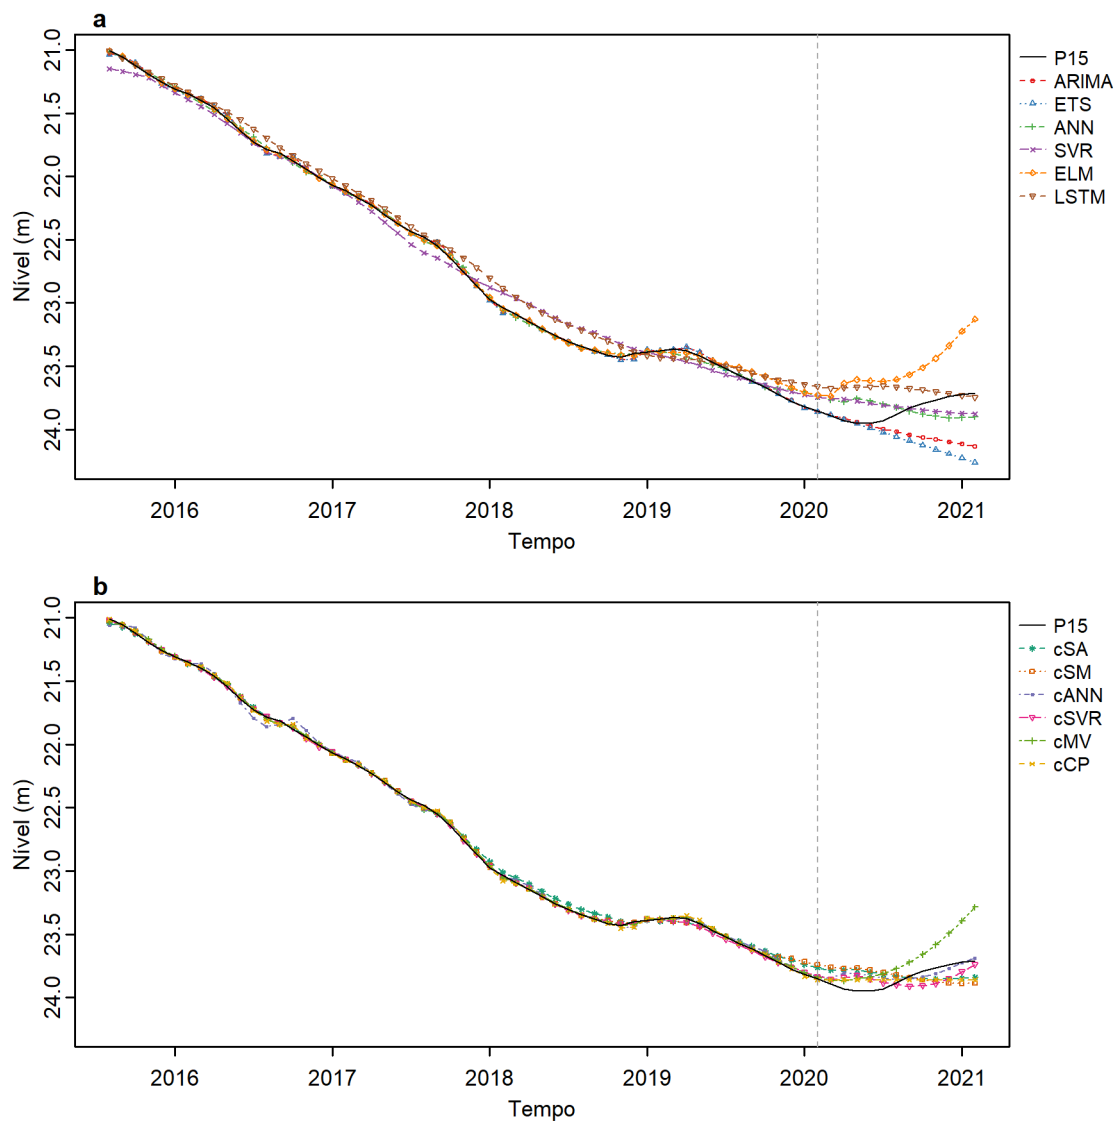 a
21.0
21.5
22.0
22.5
23.0
23.5
24.0
Nível (m)
2016 2017 2018 2019 2020 2021
Tempo
P15
ARIMA
ETS
ANN
SVR
ELM
LSTM
b
21.0
21.5
22.0
22.5
23.0
23.5
24.0
Nível (m)
2016 2017 2018 2019 2020 2021
Tempo
P15
cSA
cSM
cANN
cSVR
cMV
cCP